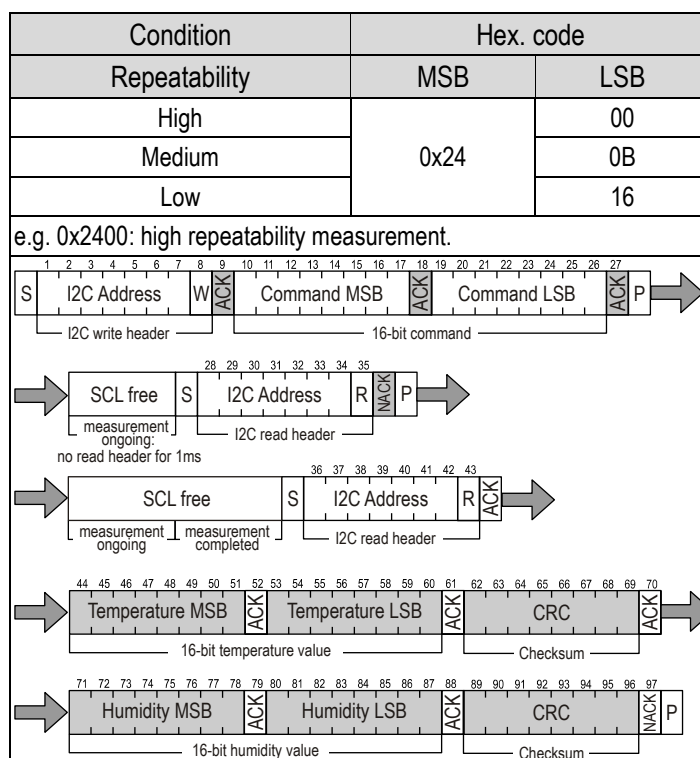 Condition Hex. code
Repeatability MSB LSB
High 00
Medium 0x24 0B
Low 16
e.g. 0x2400: high repeatability measurement.
1 2 3 4 5 6 7 8 9 10 11 12 13 14 15 16 17 18 19 20 21 22 23 24 25 26 27
S I2C Address W ACK Command MSB ACK Command LSB ACK P
I2C write header 16-bit command
28 29 30 31 32 33 34 35
SCL free S I2C Address R NACK P
measurement
ongoing:
no read header for 1ms
I2C read header
36 37 38 39 40 41 42 43
SCL free S I2C Address R ACK
measurement
ongoing
measurement
completed
I2C read header
44 45 46 47 48 49 50 51 52 53 54 55 56 57 58 59 60 61 62 63 64 65 66 67 68 69 70
Temperature MSB ACK Temperature LSB ACK CRC ACK
16-bit temperature value Checksum
71 72 73 74 75 76 77 78 79 80 81 82 83 84 85 86 87 88 89 90 91 92 93 94 95 96 97
Humidity MSB ACK Humidity LSB ACK CRC NACK P
16-bit humidity value Checksum